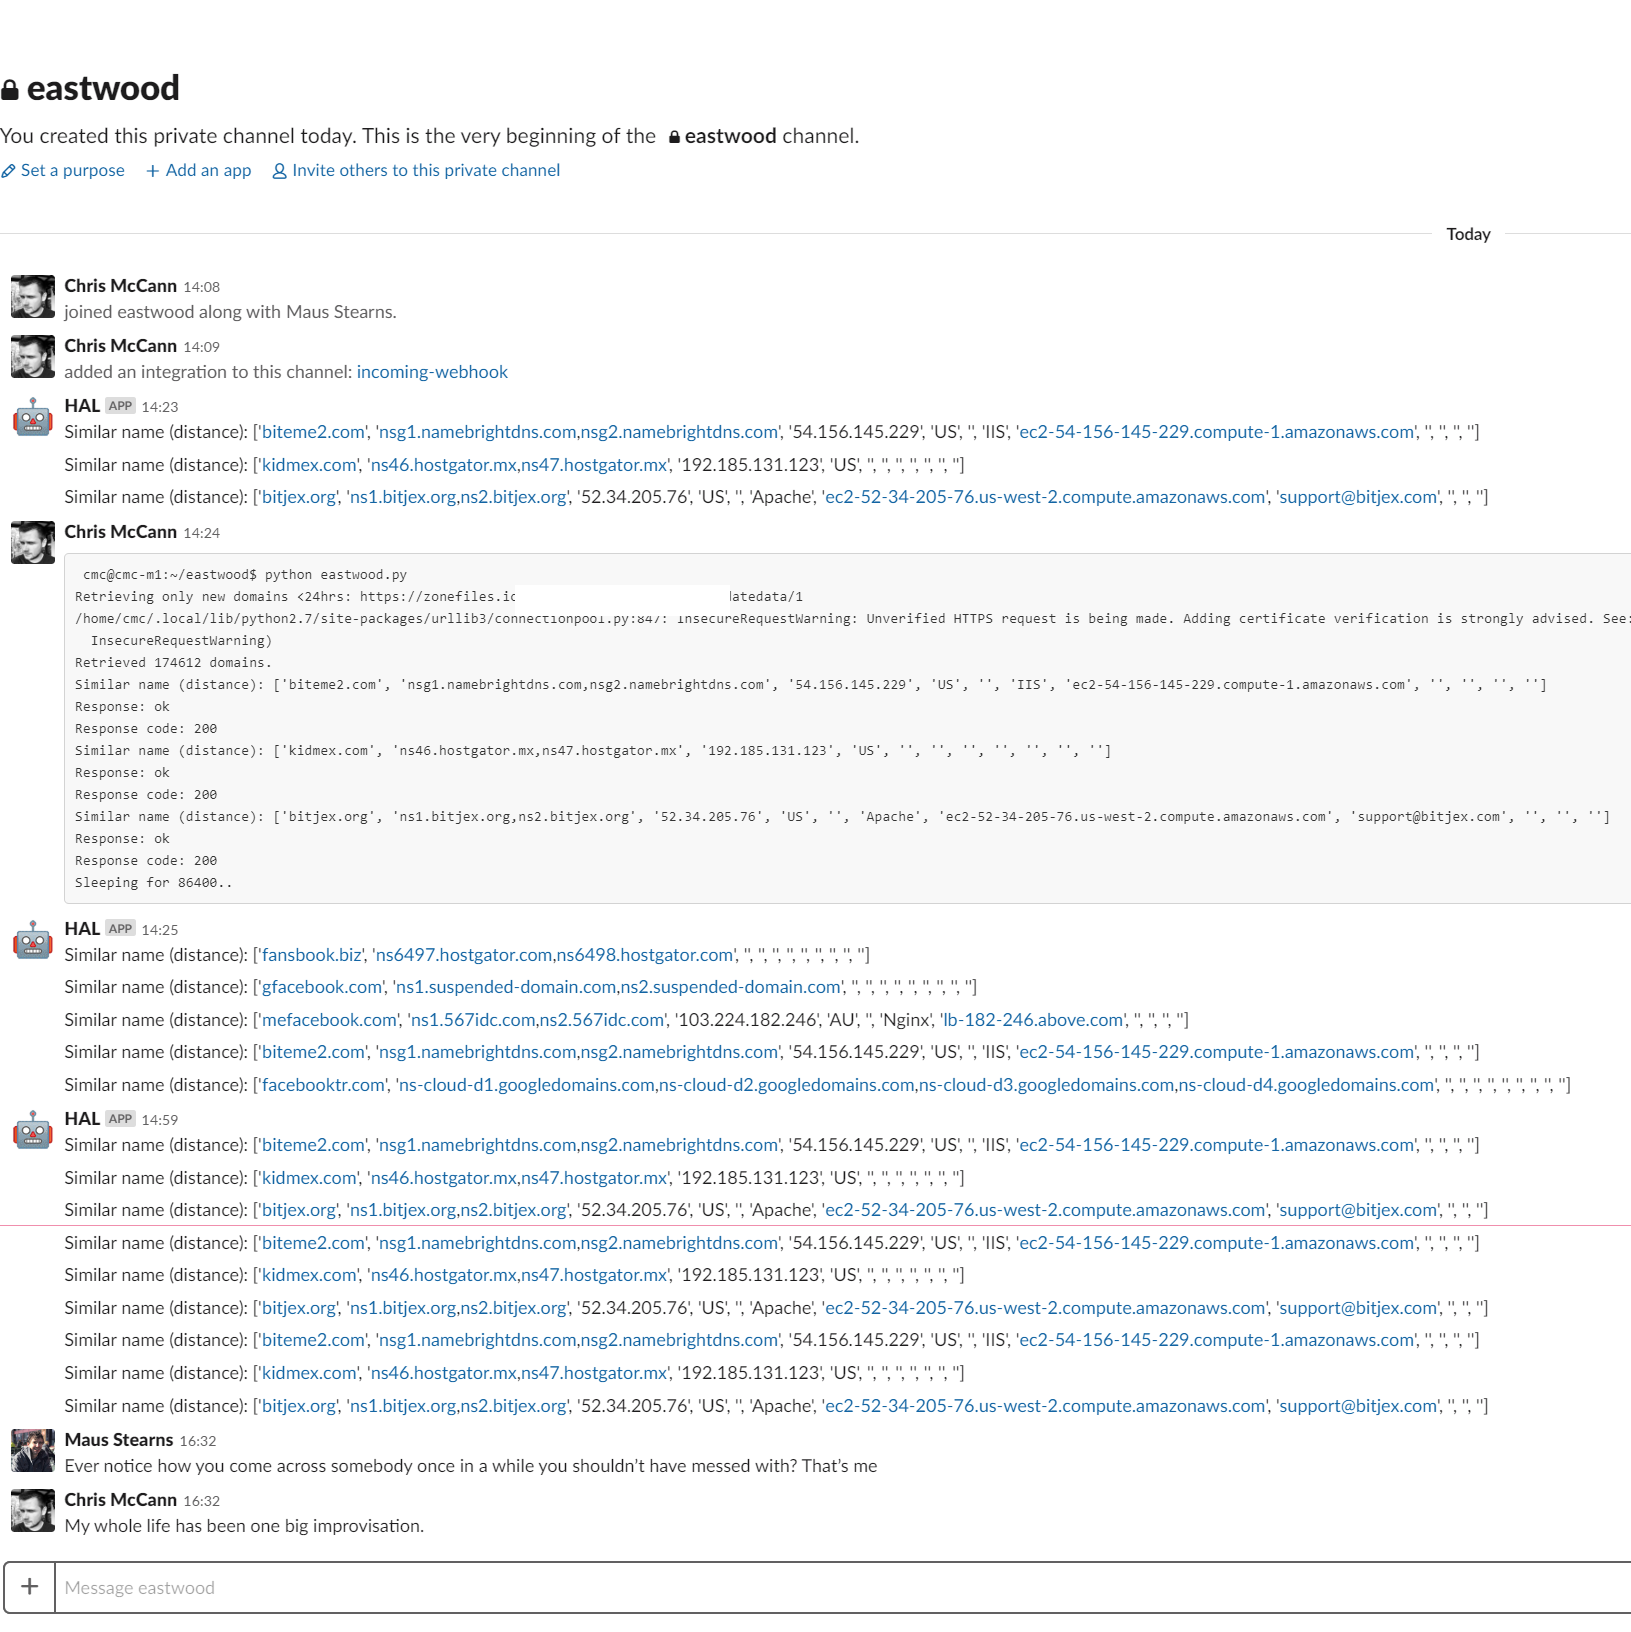 eastwood
You created this private channel today. This is the very beginning of the eastwood channel.
Set a purpose + Add an app Invite others to this private channel
Today
Chris McCann 14:08
joined eastwood along with Maus Stearns.
Chris McCann 14:09
added an integration to this channel: incoming-webhook
HAL APP 14:23
Similar name (distance): ['biteme2.com', 'nsg1.namebrightdns.com,nsg2.namebrightdns.com', '54.156.145.229', 'US', '', 'IIS', 'ec2-54-156-145-229.compute-1.amazonaws.com', '', '', '', '']
Similar name (distance): ['kidmex.com', 'ns46.hostgator.mx,ns47.hostgator.mx', '192.185.131.123', 'US', '', '', '', '', '', '', '']
Similar name (distance): ['bitjex.org', 'ns1.bitjex.org,ns2.bitjex.org', '52.34.205.76', 'US', '', 'Apache', 'ec2-52-34-205-76.us-west-2.compute.amazonaws.com', 'support@bitjex.com', '', '', '']
Chris McCann 14:24
cmc@cmc-m1:~/eastwood$ python eastwood.py
Retrieving only new domains <24hrs: https://zonefiles.io latedata/1
/home/cmc/.local/lib/python2.7/site-packages/urllib3/connectionpool.py:847: InsecureRequestWarning: Unverified HTTPS request is being made. Adding certificate verification is strongly advised. See:
InsecureRequestWarning)
Retrieved 174612 domains.
Similar name (distance): ['biteme2.com', 'nsg1.namebrightdns.com,nsg2.namebrightdns.com', '54.156.145.229', 'US', '', 'IIS', 'ec2-54-156-145-229.compute-1.amazonaws.com', '', '', '', '']
Response: ok
Response code: 200
Similar name (distance): ['kidmex.com', 'ns46.hostgator.mx,ns47.hostgator.mx', '192.185.131.123', 'US', '', '', '', '', '', '', '']
Response: ok
Response code: 200
Similar name (distance): ['bitjex.org', 'ns1.bitjex.org,ns2.bitjex.org', '52.34.205.76', 'US', '', 'Apache', 'ec2-52-34-205-76.us-west-2.compute.amazonaws.com', 'support@bitjex.com', '', '', '']
Response: ok
Response code: 200
Sleeping for 86400..
HAL APP 14:25
Similar name (distance): ['fansbook.biz', 'ns6497.hostgator.com,ns6498.hostgator.com', '', '', '', '', '', '', '', '', '']
Similar name (distance): ['gfacebook.com', 'ns1.suspended-domain.com,ns2.suspended-domain.com', '', '', '', '', '', '', '', '', '']
Similar name (distance): ['mefacebook.com', 'ns1.567idc.com,ns2.567idc.com', '103.224.182.246', 'AU', '', 'Nginx', 'lb-182-246.above.com', '', '', '', '']
Similar name (distance): ['biteme2.com', 'nsg1.namebrightdns.com,nsg2.namebrightdns.com', '54.156.145.229', 'US', '', 'IIS', 'ec2-54-156-145-229.compute-1.amazonaws.com', '', '', '', '']
Similar name (distance): ['facebooktr.com', 'ns-cloud-d1.googledomains.com,ns-cloud-d2.googledomains.com,ns-cloud-d3.googledomains.com,ns-cloud-d4.googledomains.com', '', '', '', '', '', '', '', '', '']
HAL APP 14:59
Similar name (distance): ['biteme2.com', 'nsg1.namebrightdns.com,nsg2.namebrightdns.com', '54.156.145.229', 'US', '', 'IIS', 'ec2-54-156-145-229.compute-1.amazonaws.com', '', '', '', '']
Similar name (distance): ['kidmex.com', 'ns46.hostgator.mx,ns47.hostgator.mx', '192.185.131.123', 'US', '', '', '', '', '', '', '']
Similar name (distance): ['bitjex.org', 'ns1.bitjex.org,ns2.bitjex.org', '52.34.205.76', 'US', '', 'Apache', 'ec2-52-34-205-76.us-west-2.compute.amazonaws.com', 'support@bitjex.com', '', '', '']
Similar name (distance): ['biteme2.com', 'nsg1.namebrightdns.com,nsg2.namebrightdns.com', '54.156.145.229', 'US', '', 'IIS', 'ec2-54-156-145-229.compute-1.amazonaws.com', '', '', '', '']
Similar name (distance): ['kidmex.com', 'ns46.hostgator.mx,ns47.hostgator.mx', '192.185.131.123', 'US', '', '', '', '', '', '', '']
Similar name (distance): ['bitjex.org', 'ns1.bitjex.org,ns2.bitjex.org', '52.34.205.76', 'US', '', 'Apache', 'ec2-52-34-205-76.us-west-2.compute.amazonaws.com', 'support@bitjex.com', '', '', '']
Similar name (distance): ['biteme2.com', 'nsg1.namebrightdns.com,nsg2.namebrightdns.com', '54.156.145.229', 'US', '', 'IIS', 'ec2-54-156-145-229.compute-1.amazonaws.com', '', '', '', '']
Similar name (distance): ['kidmex.com', 'ns46.hostgator.mx,ns47.hostgator.mx', '192.185.131.123', 'US', '', '', '', '', '', '', '']
Similar name (distance): ['bitjex.org', 'ns1.bitjex.org,ns2.bitjex.org', '52.34.205.76', 'US', '', 'Apache', 'ec2-52-34-205-76.us-west-2.compute.amazonaws.com', 'support@bitjex.com', '', '', '']
Maus Stearns 16:32
Ever notice how you come across somebody once in a while you shouldn't have messed with? That's me
Chris McCann 16:32
My whole life has been one big improvisation.
+ Message eastwood